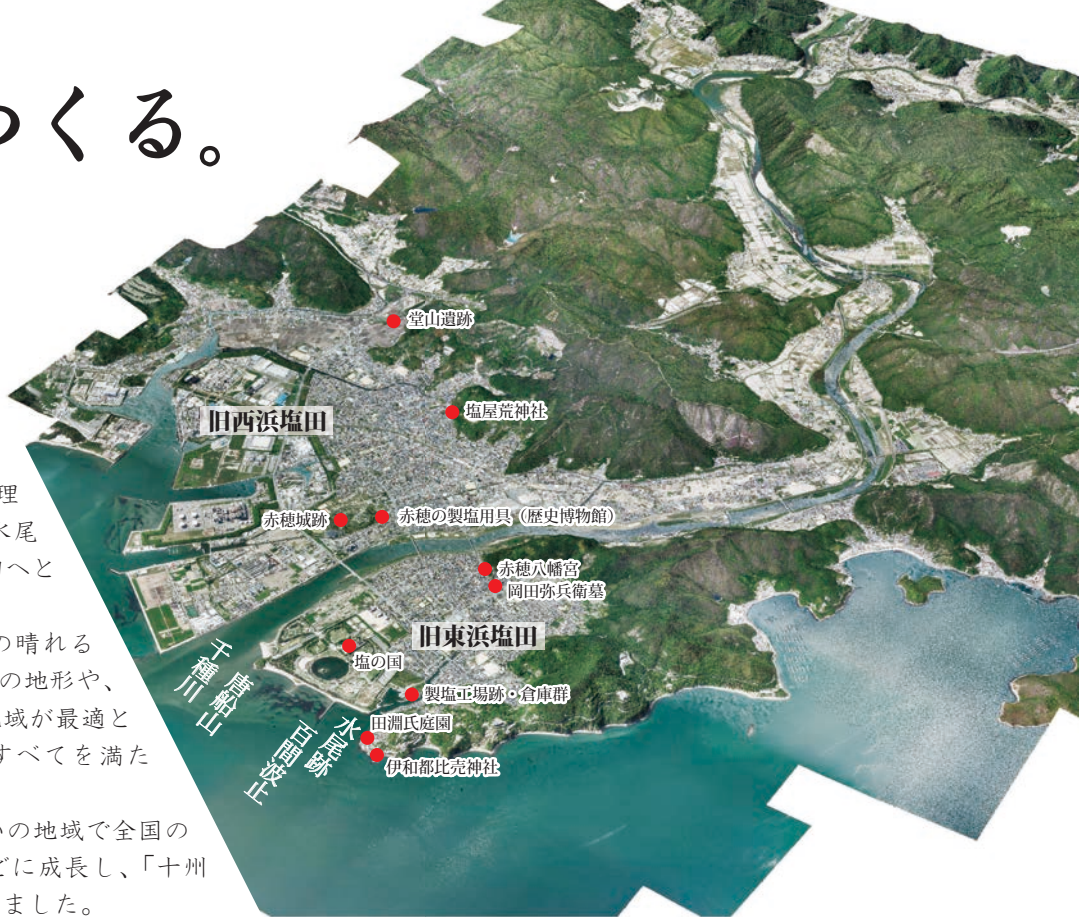 つくる。
堂山遺跡
塩屋荒神社
旧西浜塩田
赤穂城跡
赤穂の製塩用具（歴史博物館）
赤穂八幡宮
岡田弥兵衛墓
旧東浜塩田
塩の国
製塩工場跡・倉庫群
唐船山
千種川
田淵氏庭園
水尾跡
百間波止
伊和都比売神社
理
水尾
へと
の晴れる
の地形や、
域が最適と
すべてを満た
いの地域で全国の
どに成長し、「十州
ました。